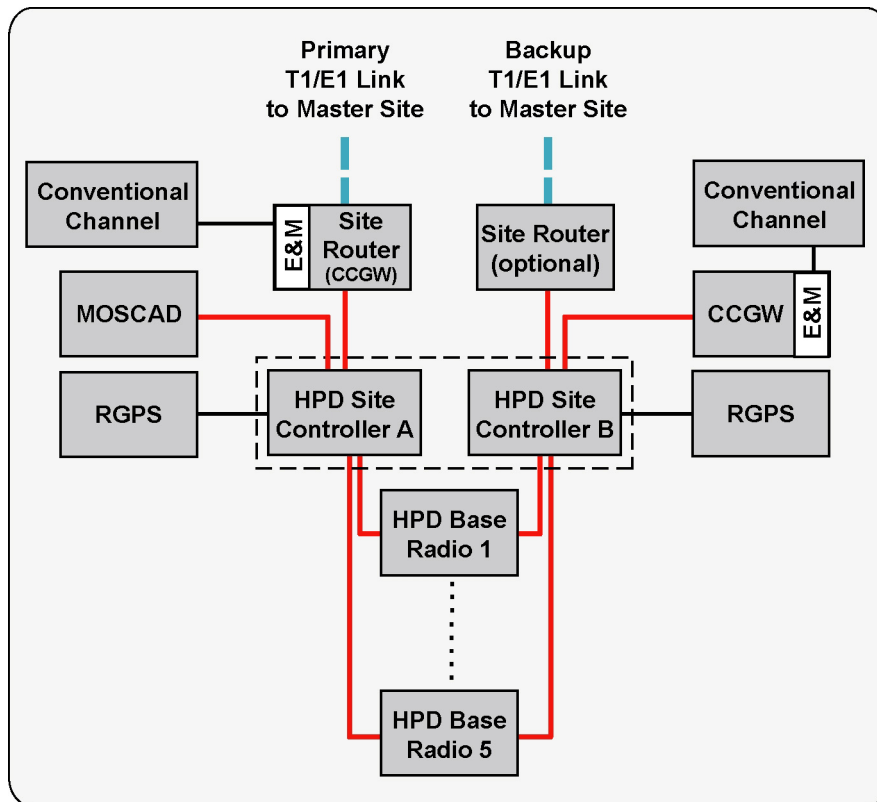 Primary
T1/E1 Link
to Master Site
Backup
T1/E1 Link
to Master Site
Conventional
Channel
E&M
Site
Router
(CCGW)
Site Router
(optional)
Conventional
Channel
MOSCAD
CCGW
E&M
RGPS
HPD Site
Controller A
HPD Site
Controller B
RGPS
HPD Base
Radio 1
HPD Base
Radio 5